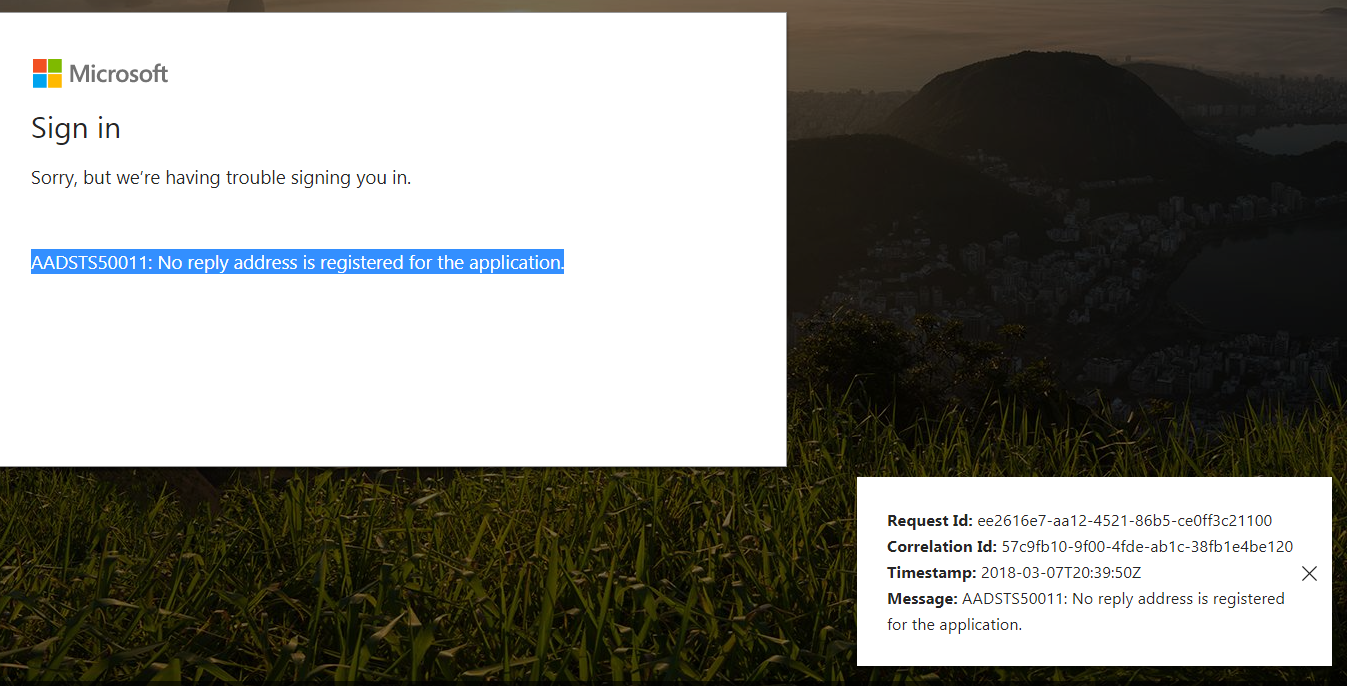 Microsoft
Sign in
Sorry, but we’re having trouble signing you in.
AADSTS50011: No reply address is registered for the application.
Request Id: ee2616e7-aa12-4521-86b5-ce0ff3c21100
Correlation Id: 57c9fb10-9f00-4fde-ab1c-38fb1e4be120
Timestamp: 2018-03-07T20:39:50Z
Message: AADSTS50011: No reply address is registered
for the application.